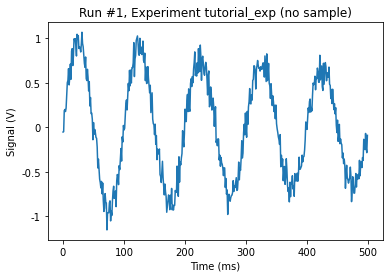 Run #1, Experiment tutorial_exp (no sample)
Signal (V)
1
0.5
0
-0.5
-1
0 100 200 300 400 500
Time (ms)